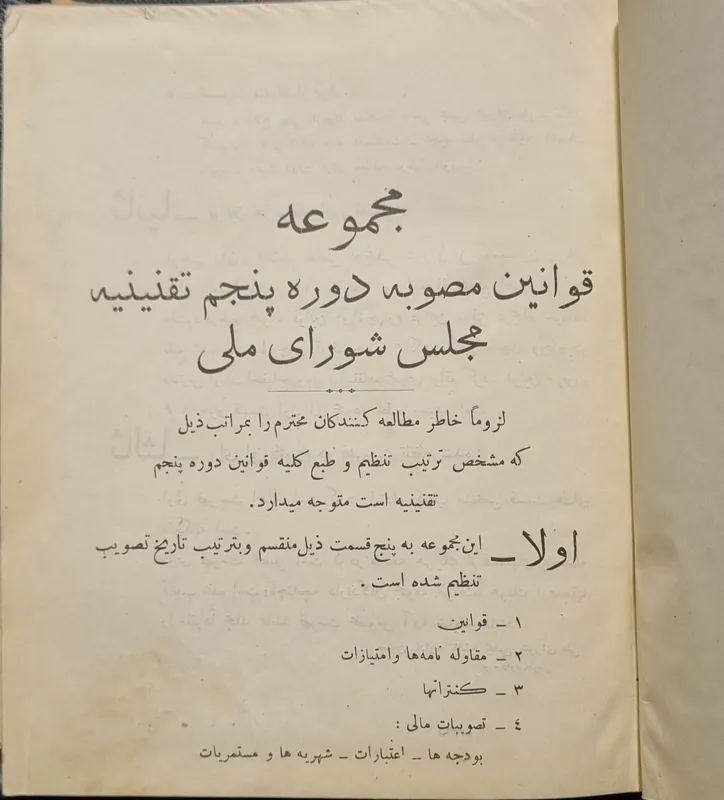 مجموعه
قوانین مصوبه دوره پنجم تقنینیه
مجلس شورای ملی
لزوماً خاطر مطالعه کنندگان محترم را بمراتب ذیل
که مشخص ترتیب تنظیم و طبع کلیه قوانین دوره پنجم
تقنینیه است متوجه میدارد.
اولا ـ این مجموعه به پنج قسمت ذیل منقسم و بترتیب تاریخ تصویب
تنظیم شده است.
۱ ـ قوانین
۲ ـ مقاوله نامه‌ها و امتیازات
۳ ـ کنتراتها
٤ ـ تصویبات مالی :
بودجه ها ـ اعتبارات ـ شهریه ها و مستمریات